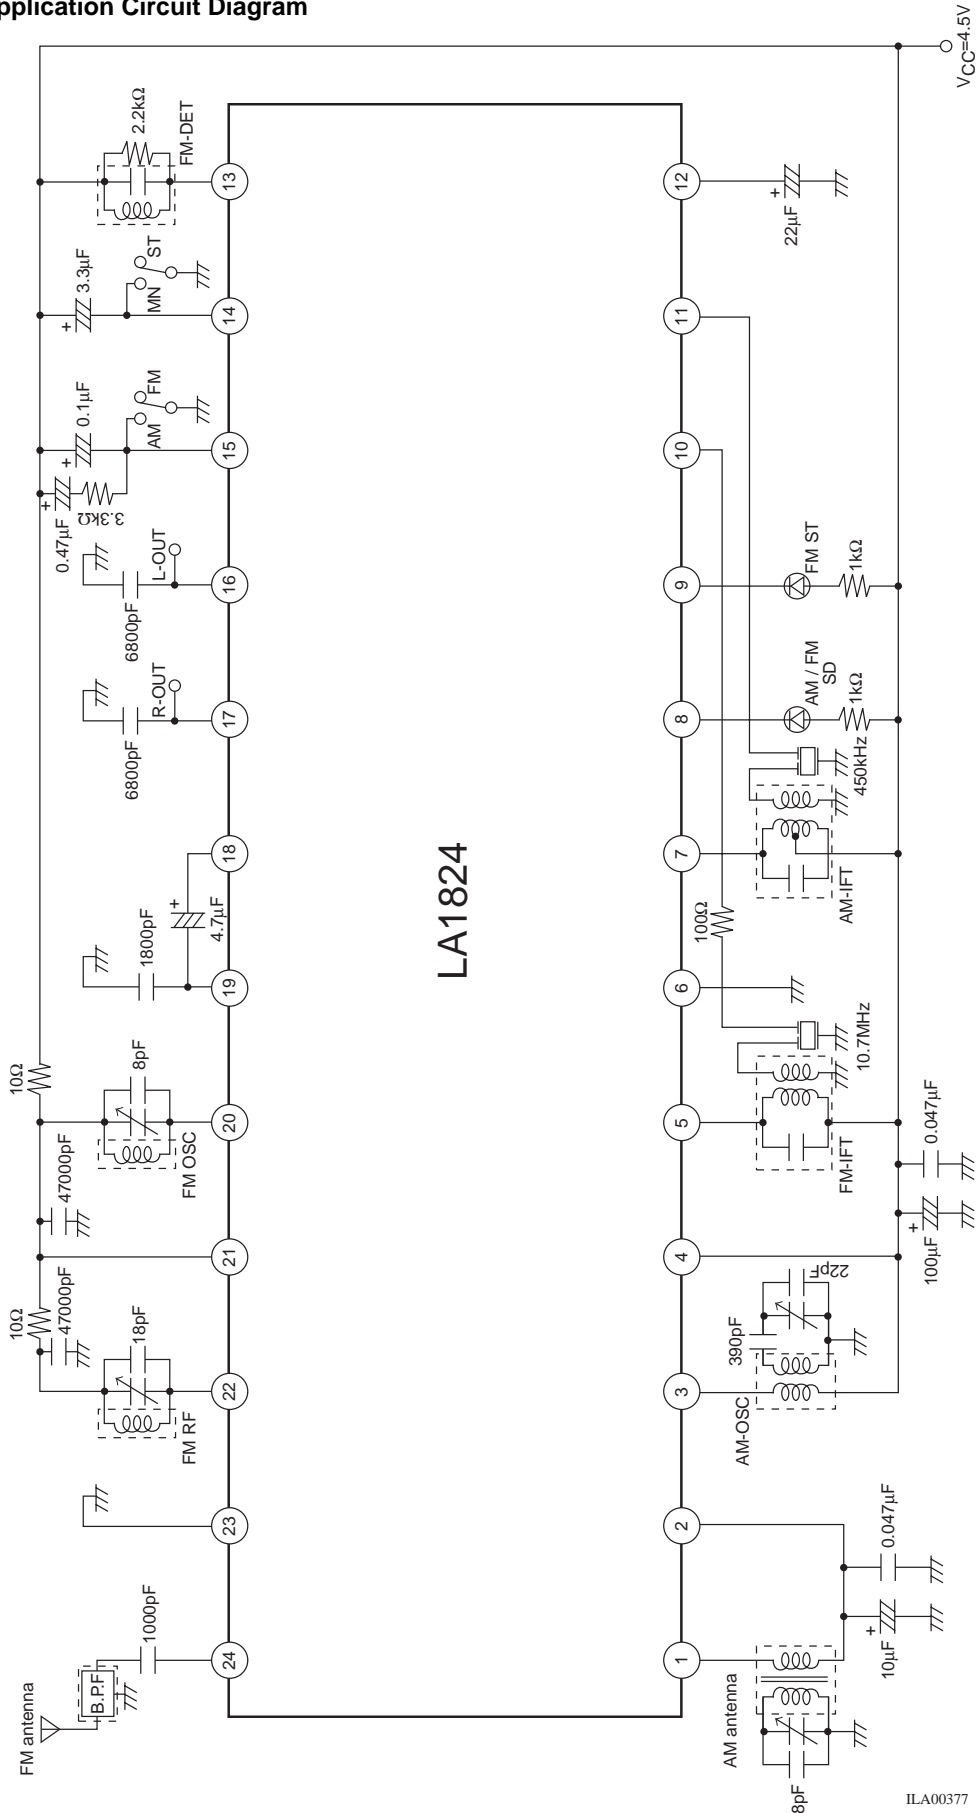 pplication Circuit Diagram
VCC=4.5V
2.2kΩ
FM-DET
3.3μF
ST
MN
0.1μF
FM
AM
0.47μF
3.3kΩ
6800pF
L-OUT
6800pF
R-OUT
4.7μF
1800pF
10Ω
8pF
FM OSC
47000pF
10Ω
47000pF
18pF
FM RF
1000pF
B.P.F
FM antenna
13
14
15
16
17
18
19
20
21
22
23
24
LA1824
12
11
10
9
8
7
6
5
4
3
2
1
22μF
FM ST
1kΩ
AM / FM
SD
1kΩ
450kHz
AM-IFT
100Ω
10.7MHz
FM-IFT
0.047μF
100μF
22pF
390pF
AM-OSC
0.047μF
10μF
AM antenna
8pF
ILA00377